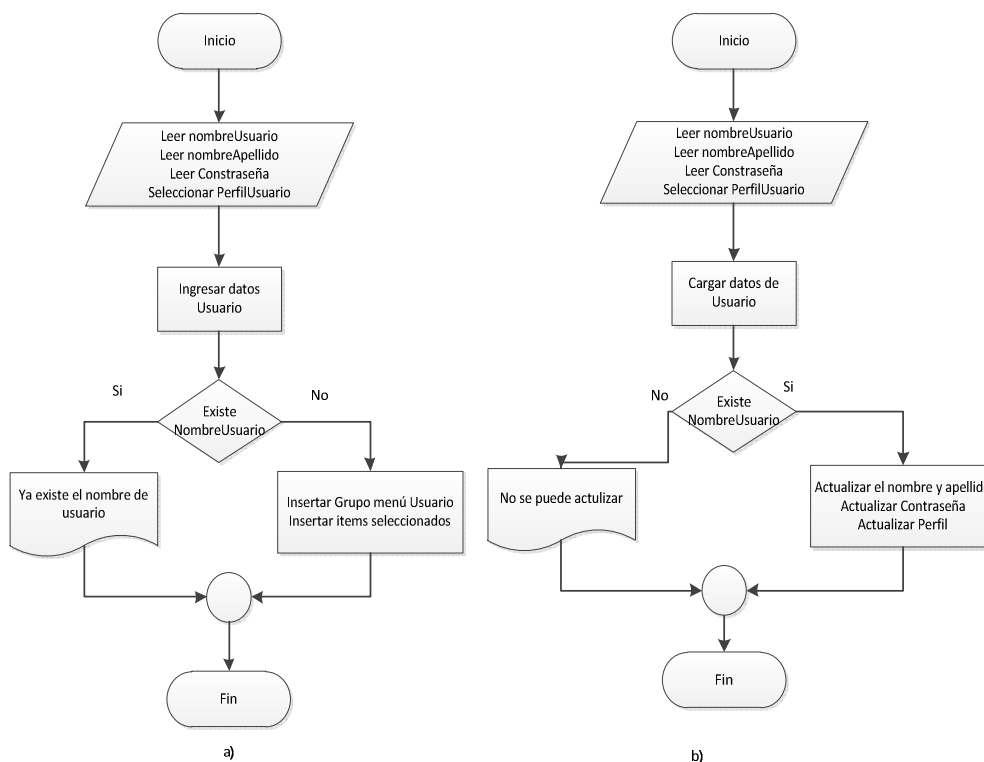 Inicio
Leer nombreUsuario
Leer nombreApellido
Leer Constraseña
Seleccionar PerfilUsuario
Ingresar datos
Usuario
Si
No
Existe
NombreUsuario
Ya existe el nombre de
usuario
Insertar Grupo menú Usuario
Insertar items seleccionados
Fin
a)
Inicio
Leer nombreUsuario
Leer nombreApellido
Leer Constraseña
Seleccionar PerfilUsuario
Cargar datos de
Usuario
No
Si
Existe
NombreUsuario
No se puede actulizar
Actualizar el nombre y apellido
Actualizar Contraseña
Actualizar Perfil
Fin
b)